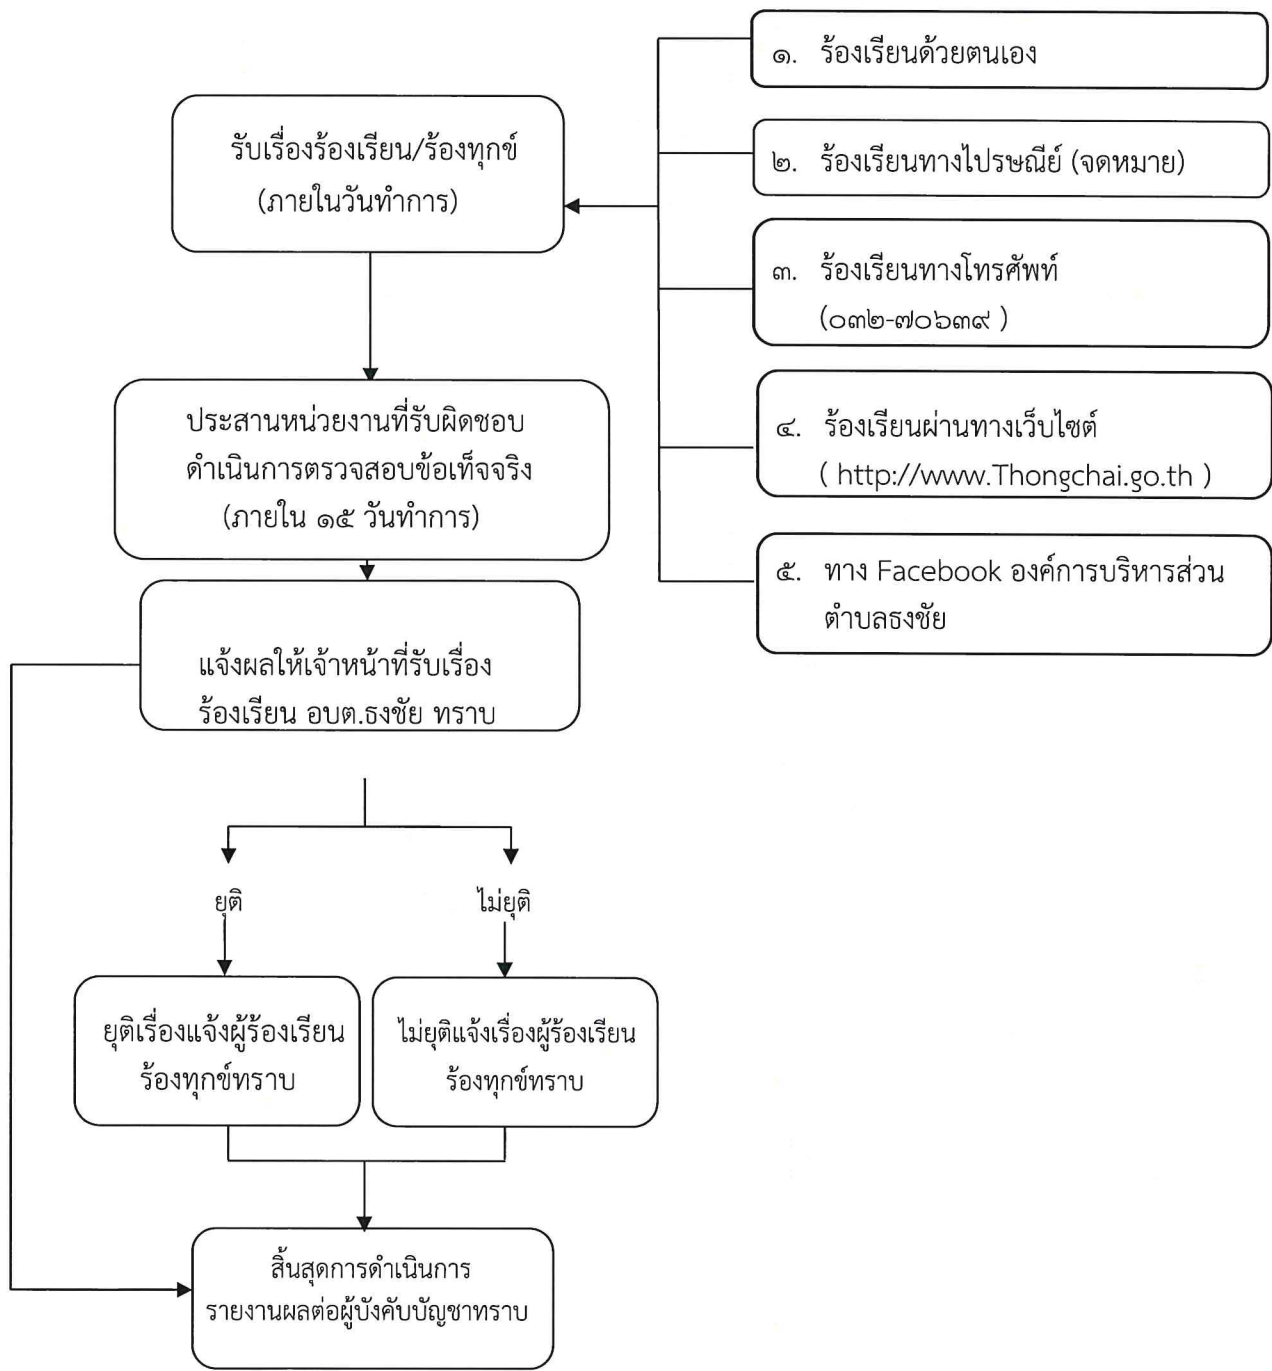 รับเรื่องร้องเรียน/ร้องทุกข์
(ภายในวันทำการ)
๑. ร้องเรียนด้วยตนเอง
๒. ร้องเรียนทางไปรษณีย์ (จดหมาย)
๓. ร้องเรียนทางโทรศัพท์
(๐๓๒-๗๐๖๓๙ )
๔. ร้องเรียนผ่านทางเว็บไซต์
( http://www.Thongchai.go.th )
๕. ทาง Facebook องค์การบริหารส่วน
ตำบลธงชัย
ประสานหน่วยงานที่รับผิดชอบ
ดำเนินการตรวจสอบข้อเท็จจริง
(ภายใน ๑๕ วันทำการ)
แจ้งผลให้เจ้าหน้าที่รับเรื่อง
ร้องเรียน อบต.ธงชัย ทราบ
ยุติ
ไม่ยุติ
ยุติเรื่องแจ้งผู้ร้องเรียน
ร้องทุกข์ทราบ
ไม่ยุติแจ้งเรื่องผู้ร้องเรียน
ร้องทุกข์ทราบ
สิ้นสุดการดำเนินการ
รายงานผลต่อผู้บังคับบัญชาทราบ